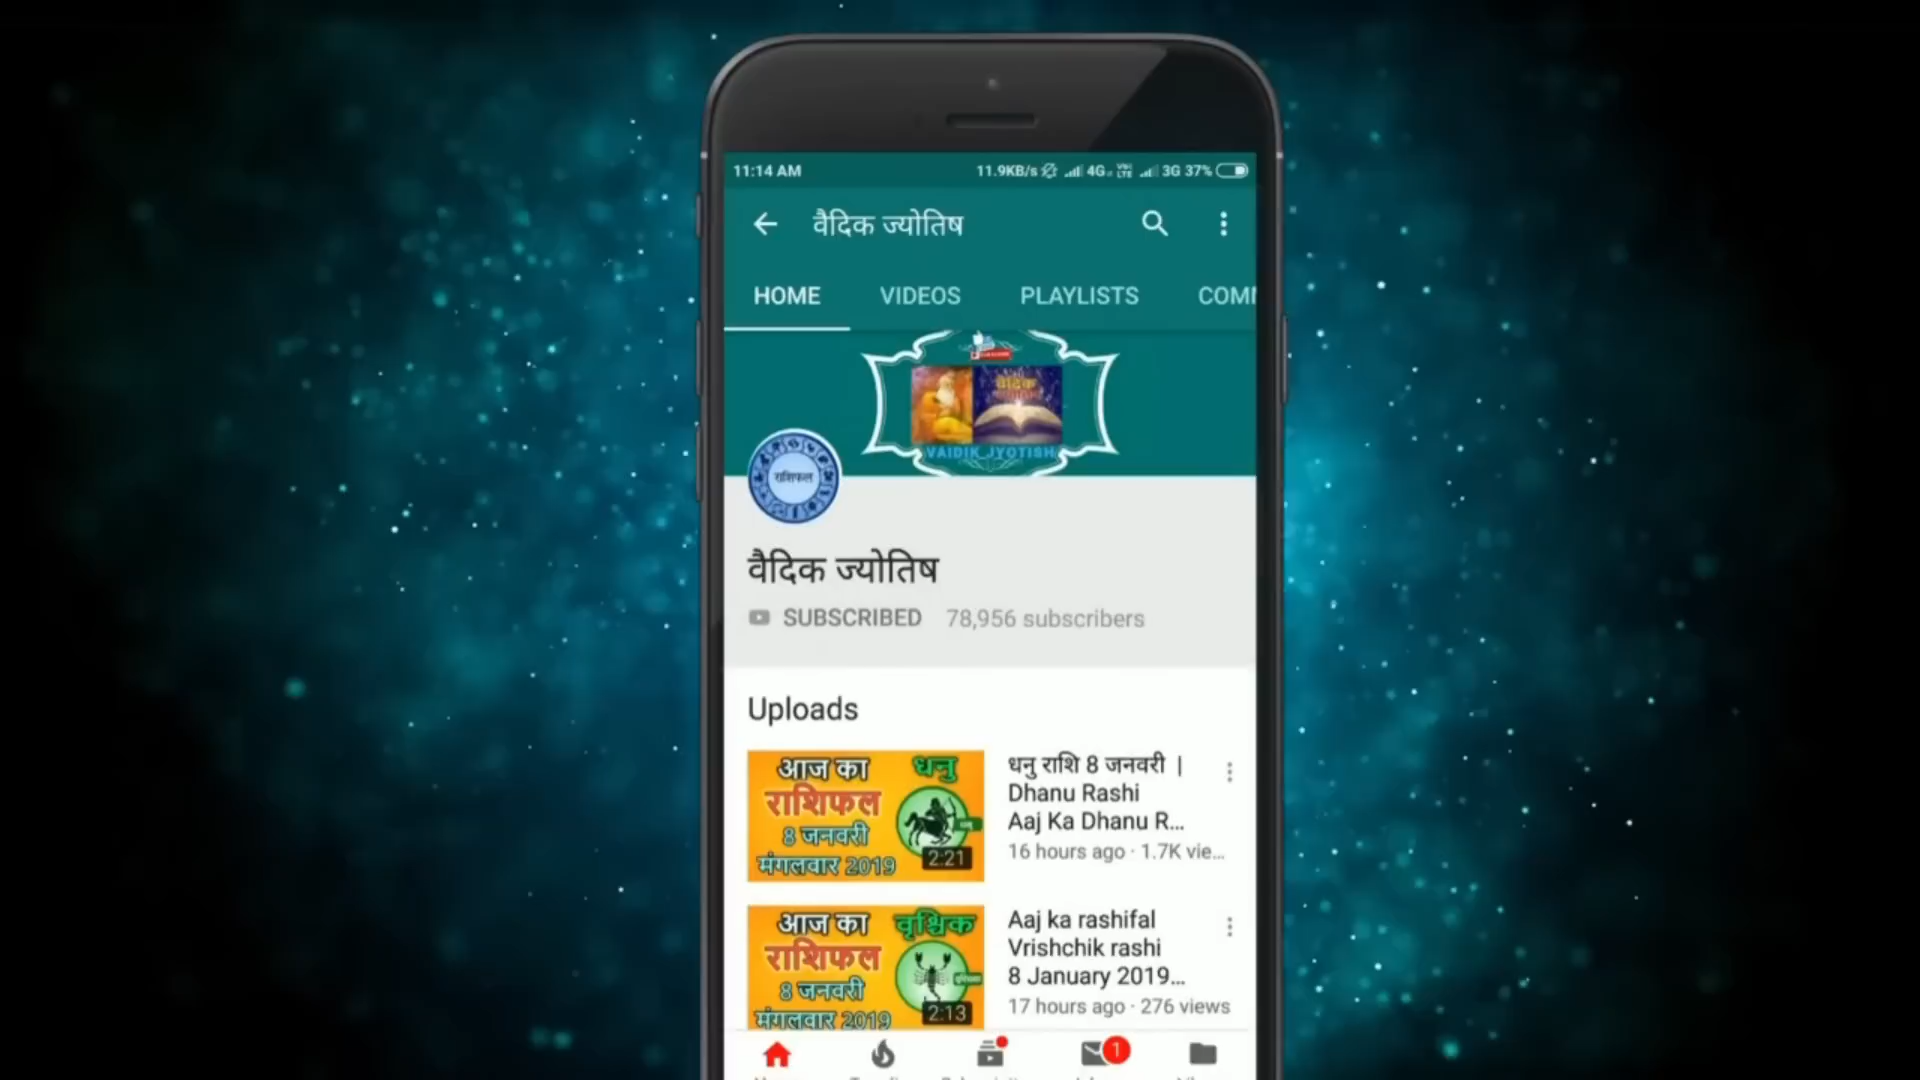 11:14 AM
11.9KB/s 4G VoLTE 3G 37%
वैदिक ज्योतिष
HOME VIDEOS PLAYLISTS COMM
वैदिक
VAIDIK JYOTISH
राशिफल
वैदिक ज्योतिष
SUBSCRIBED 78,956 subscribers
Uploads
आज का धनु
राशिफल
8 जनवरी
मंगलवार 2019
2:21
धनु राशि 8 जनवरी |
Dhanu Rashi
Aaj Ka Dhanu R...
16 hours ago · 1.7K vie...
आज का वृश्चिक
राशिफल
8 जनवरी
मंगलवार 2019
2:13
Aaj ka rashifal
Vrishchik rashi
8 January 2019...
17 hours ago · 276 views
1